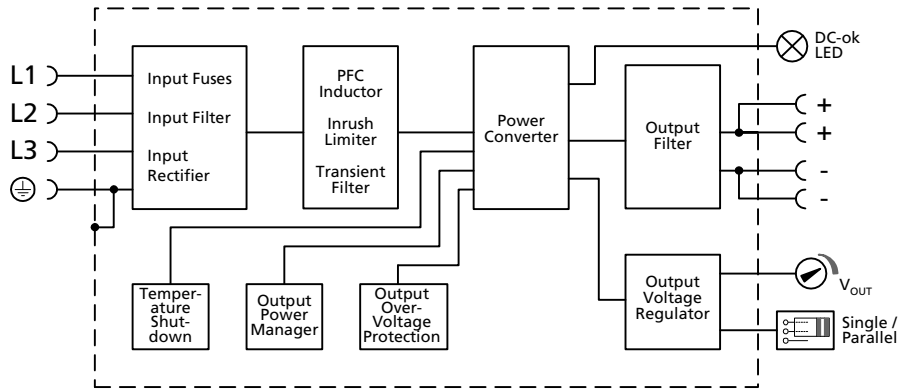 L1
L2
L3
Input Fuses
Input Filter
Input
Rectifier
PFC
Inductor
Inrush
Limiter
Transient
Filter
Power
Converter
Output
Filter
DC-ok
LED
+
+
-
-
Temper-
ature
Shut-
down
Output
Power
Manager
Output
Over-
Voltage
Protection
Output
Voltage
Regulator
VOUT
Single /
Parallel